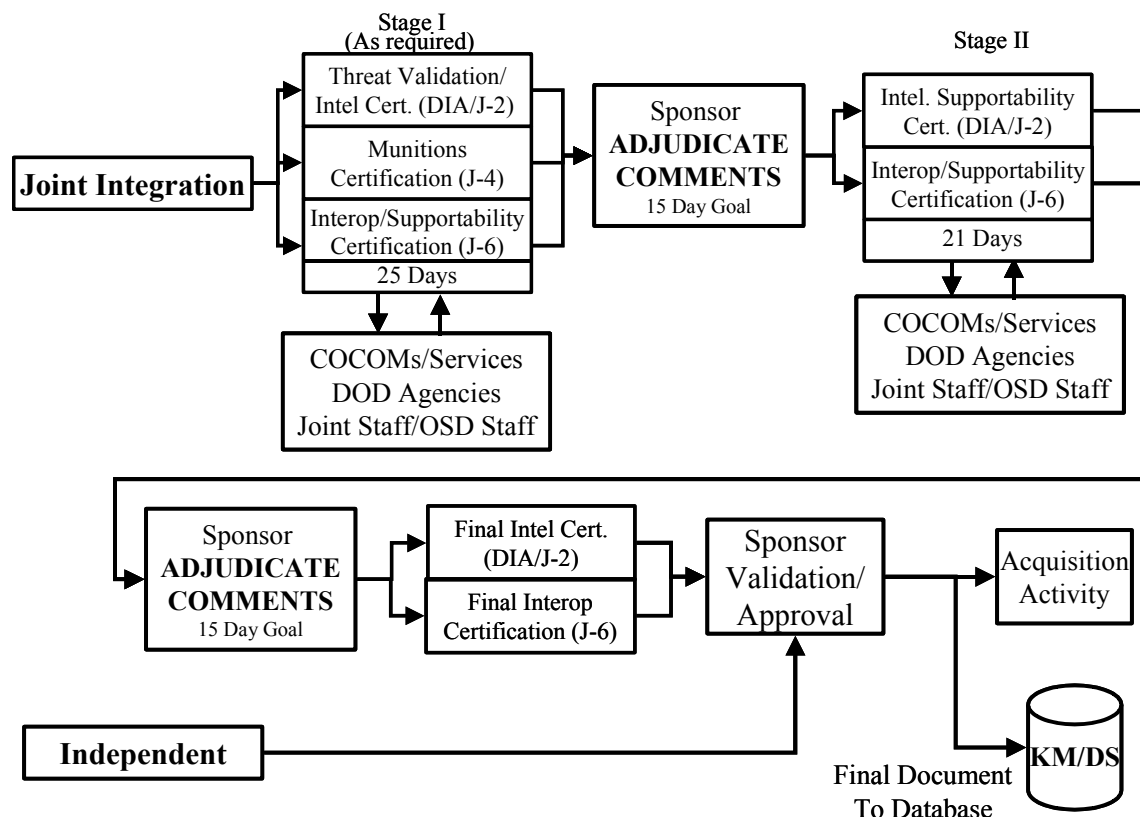 Stage I
(As required)
Threat Validation/
Intel Cert. (DIA/J-2)
Munitions
Certification (J-4)
Interop/Supportability
Certification (J-6)
25 Days
Joint Integration
COCOMs/Services
DOD Agencies
Joint Staff/OSD Staff
Sponsor
ADJUDICATE
COMMENTS
15 Day Goal
Stage II
Intel. Supportability
Cert. (DIA/J-2)
Interop/Supportability
Certification (J-6)
21 Days
COCOMs/Services
DOD Agencies
Joint Staff/OSD Staff
Sponsor
ADJUDICATE
COMMENTS
15 Day Goal
Final Intel Cert.
(DIA/J-2)
Final Interop
Certification (J-6)
Sponsor
Validation/
Approval
Acquisition
Activity
Independent
KM/DS
Final Document
To Database